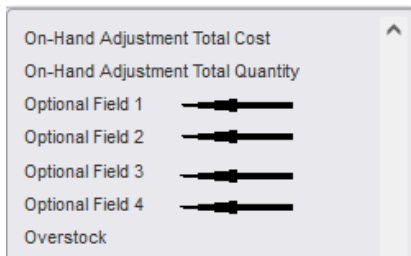 On-Hand Adjustment Total Cost
On-Hand Adjustment Total Quantity
Optional Field 1
Optional Field 2
Optional Field 3
Optional Field 4
Overstock